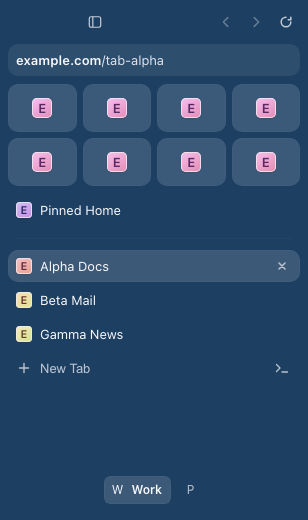 example.com/tab-alpha
E E E E
E E E E
E Pinned Home
E Alpha Docs
E Beta Mail
E Gamma News
New Tab
W Work P